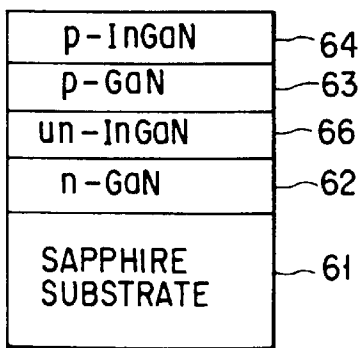 p-InGaN 64
p-GaN 63
un-InGaN 66
n-GaN 62
SAPPHIRE
SUBSTRATE 61